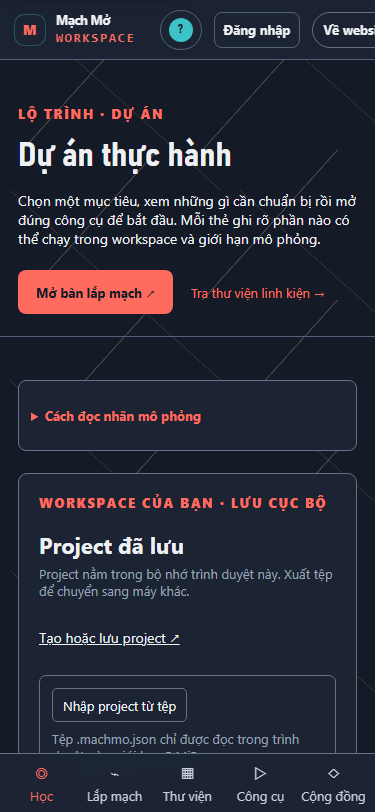 M
Mạch Mở
WORKSPACE
?
Đăng nhập
Về websi
LỘ TRÌNH · DỰ ÁN
Dự án thực hành
Chọn một mục tiêu, xem những gì cần chuẩn bị rồi mở
đúng công cụ để bắt đầu. Mỗi thẻ ghi rõ phần nào có
thể chạy trong workspace và giới hạn mô phỏng.
Mở bàn lắp mạch ↗
Tra thư viện linh kiện →
▶ Cách đọc nhãn mô phỏng
WORKSPACE CỦA BẠN · LƯU CỤC BỘ
Project đã lưu
Project nằm trong bộ nhớ trình duyệt này. Xuất tệp
để chuyển sang máy khác.
Tạo hoặc lưu project ↗
Nhập project từ tệp
Tệp .machmo.json chỉ được đọc trong trình
Học
Lắp mạch
Thư viện
Công cụ
Cộng đồng